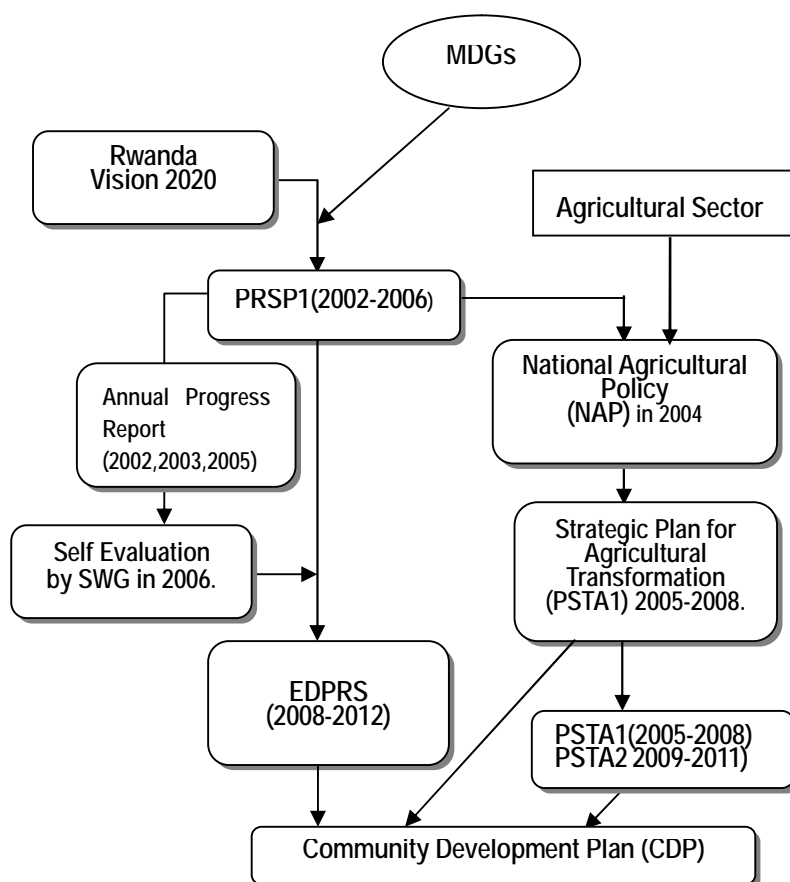 MDGs
Rwanda
Vision 2020
Agricultural Sector
PRSP1(2002-2006)
National Agricultural
Policy
(NAP) in 2004
Annual Progress
Report
(2002,2003,2005)
Self Evaluation
by SWG in 2006.
Strategic Plan for
Agricultural
Transformation
(PSTA1) 2005-2008.
EDPRS
(2008-2012)
PSTA1(2005-2008)
PSTA2 2009-2011)
Community Development Plan (CDP)